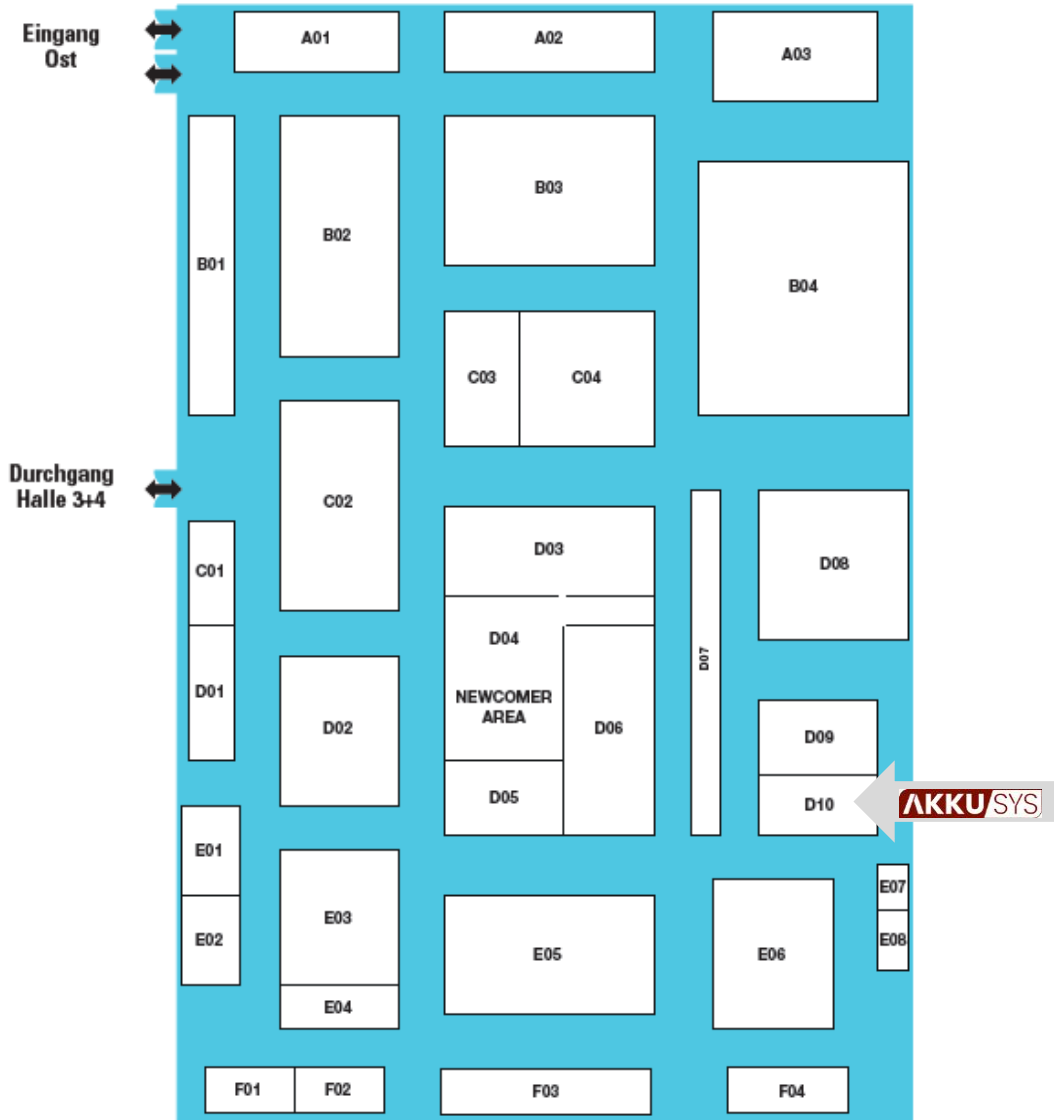 Eingang
Ost
A01
A02
A03
B01
B02
B03
B04
C03
C04
Durchgang
Halle 3+4
C02
C01
D01
D02
D03
D04
NEWCOMER
AREA
D05
D06
D07
D08
D09
D10
AKKU/SYS
E01
E02
E03
E04
E05
E06
E07
E08
F01
F02
F03
F04